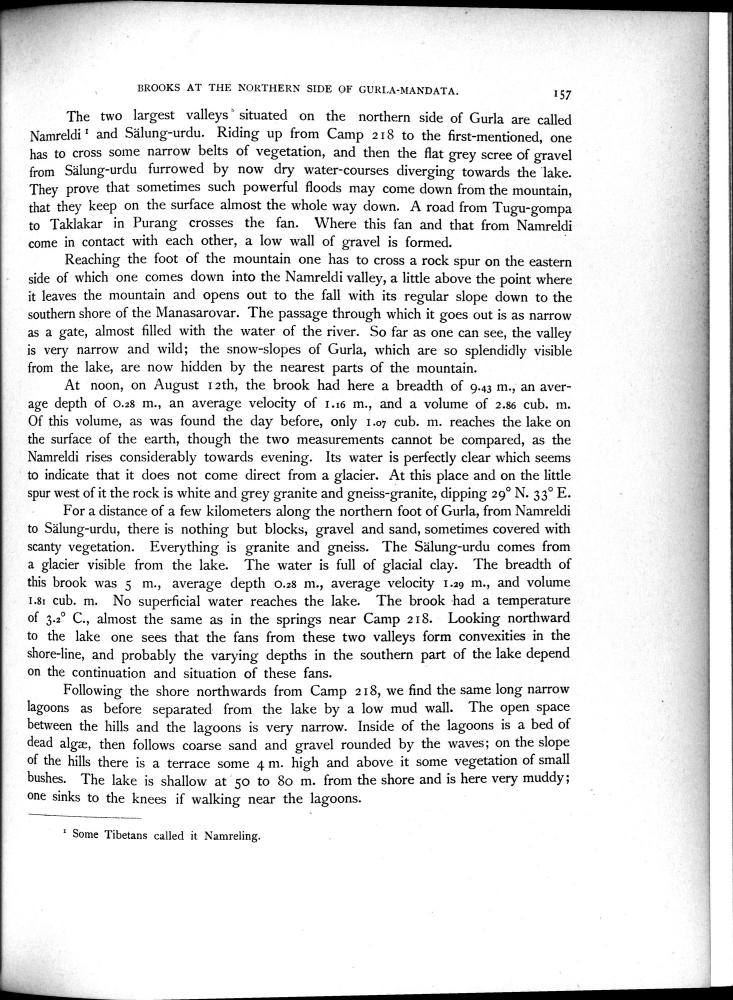 BROOKS AT THE NORTHERN SIDE OF GURLA-MANDATA.
157
The two largest valleys situated on the northern side of Gurla are called
Namreldi ¹ and Sälung-urdu. Riding up from Camp 218 to the first-mentioned, one
has to cross some narrow belts of vegetation, and then the flat grey scree of gravel
from Sälung-urdu furrowed by now dry water-courses diverging towards the lake.
They prove that sometimes such powerful floods may come down from the mountain,
that they keep on the surface almost the whole way down. A road from Tugu-gompa
to Taklakar in Purang crosses the fan. Where this fan and that from Namreldi
come in contact with each other, a low wall of gravel is formed.
Reaching the foot of the mountain one has to cross a rock spur on the eastern
side of which one comes down into the Namreldi valley, a little above the point where
it leaves the mountain and opens out to the fall with its regular slope down to the
southern shore of the Manasarovar. The passage through which it goes out is as narrow
as a gate, almost filled with the water of the river. So far as one can see, the valley
is very narrow and wild; the snow-slopes of Gurla, which are so splendidly visible
from the lake, are now hidden by the nearest parts of the mountain.
At noon, on August 12th, the brook had here a breadth of 9.43 m., an aver-
age depth of 0.28 m., an average velocity of 1.16 m., and a volume of 2.86 cub. m.
Of this volume, as was found the day before, only 1.07 cub. m. reaches the lake on
the surface of the earth, though the two measurements cannot be compared, as the
Namreldi rises considerably towards evening. Its water is perfectly clear which seems
to indicate that it does not come direct from a glacier. At this place and on the little
spur west of it the rock is white and grey granite and gneiss-granite, dipping 29° N. 33° E.
For a distance of a few kilometers along the northern foot of Gurla, from Namreldi
to Sälung-urdu, there is nothing but blocks, gravel and sand, sometimes covered with
scanty vegetation. Everything is granite and gneiss. The Sälung-urdu comes from
a glacier visible from the lake. The water is full of glacial clay. The breadth of
this brook was 5 m., average depth 0.28 m., average velocity 1.29 m., and volume
1.81 cub. m. No superficial water reaches the lake. The brook had a temperature
of 3.2° C., almost the same as in the springs near Camp 218. Looking northward
to the lake one sees that the fans from these two valleys form convexities in the
shore-line, and probably the varying depths in the southern part of the lake depend
on the continuation and situation of these fans.
Following the shore northwards from Camp 218, we find the same long narrow
lagoons as before separated from the lake by a low mud wall. The open space
between the hills and the lagoons is very narrow. Inside of the lagoons is a bed of
dead algæ, then follows coarse sand and gravel rounded by the waves; on the slope
of the hills there is a terrace some 4 m. high and above it some vegetation of small
bushes. The lake is shallow at 50 to 80 m. from the shore and is here very muddy;
one sinks to the knees if walking near the lagoons.
¹ Some Tibetans called it Namreling.